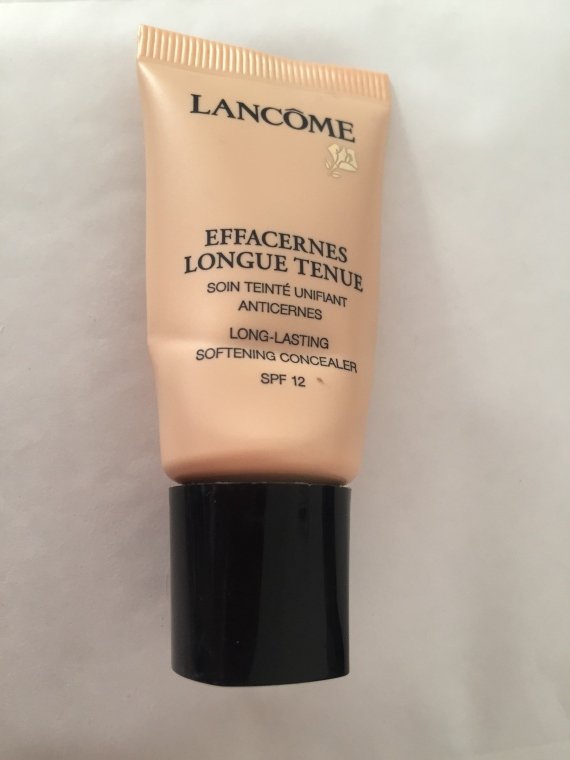 LANCÔME
EFFACERNES
LONGUE TENUE
SOIN TEINTÉ UNIFIANT
ANTICERNES
LONG-LASTING
SOFTENING CONCEALER
SPF 12